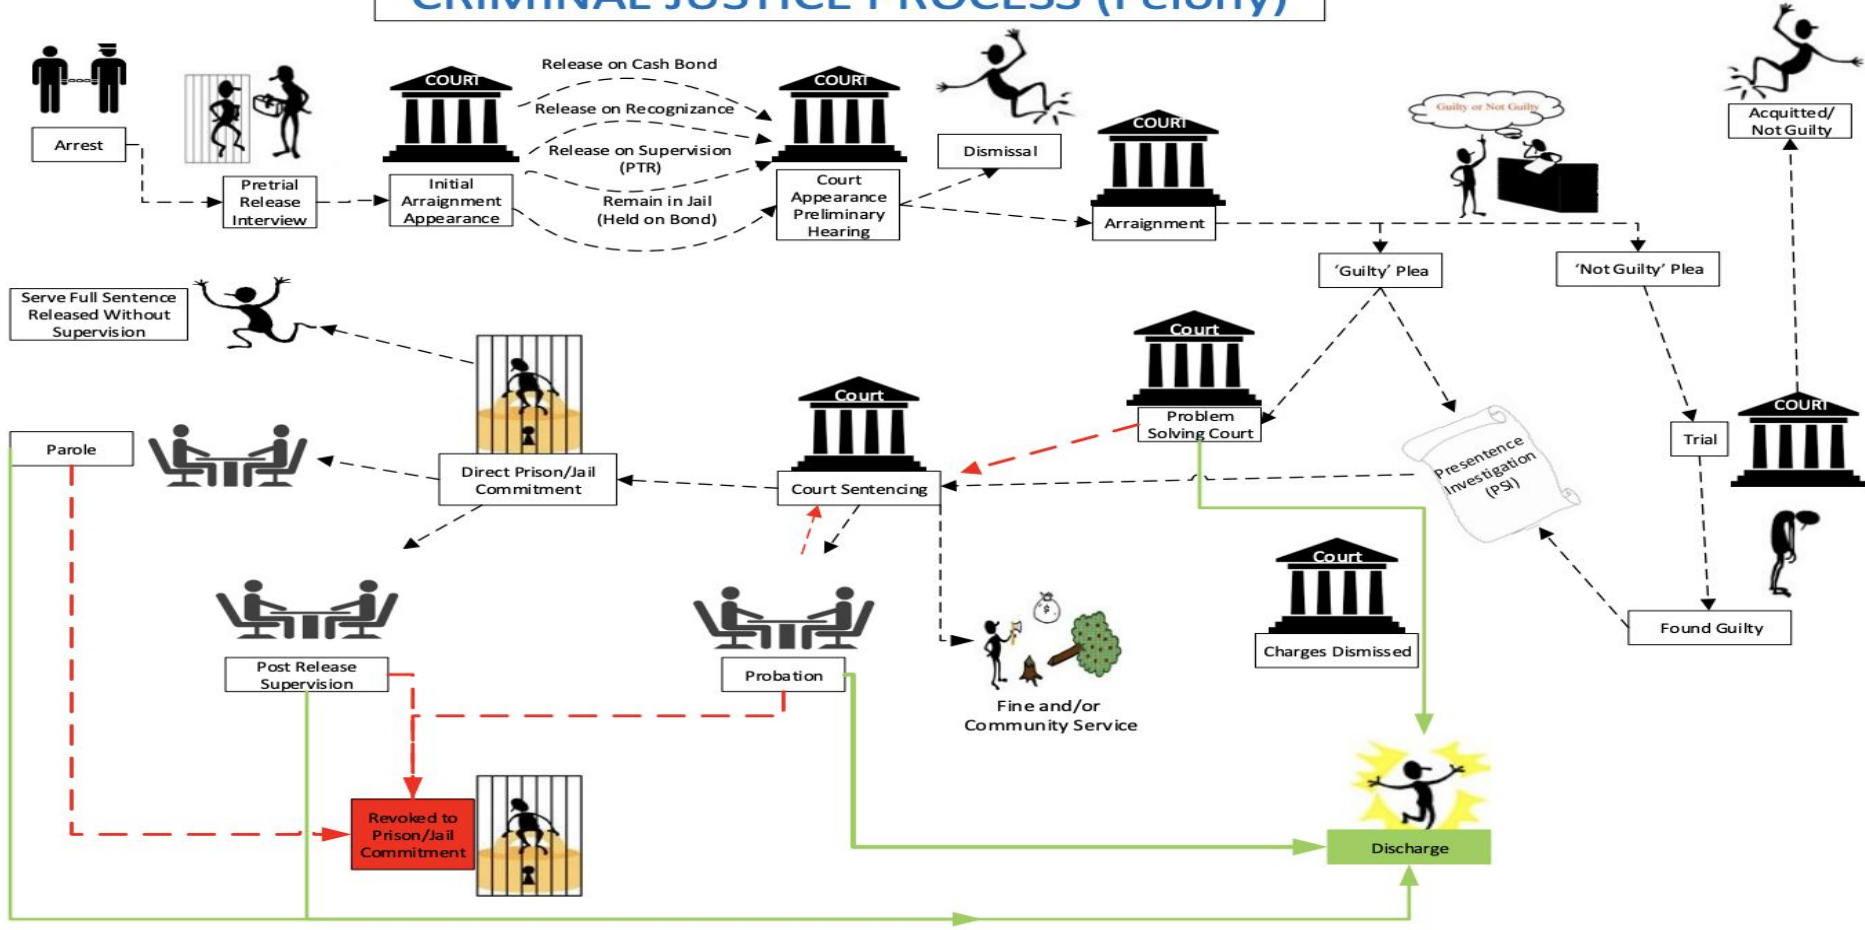 CRIMINAL JUSTICE PROCESS (Felony)
COURT
Release on Cash Bond
COURT
Release on Recognizance
Guilty or Not Guilty
Acquitted/
Not Guilty
Arrest
Release on Supervision
(PTR)
Dismissal
COURT
Pretrial
Release
Interview
Initial
Arraignment
Appearance
Remain in Jail
(Held on Bond)
Court
Appearance
Preliminary
Hearing
Arraignment
'Guilty' Plea
'Not Guilty' Plea
Serve Full Sentence
Released Without
Supervision
Court
Problem
Solving Court
Court
COURT
Parole
Trial
Direct Prison/Jail
Commitment
Court Sentencing
Presentence
Investigation
(PSI)
Court
Charges Dismissed
Found Guilty
Post Release
Supervision
Probation
Fine and/or
Community Service
Revoked to
Prison/Jail
Commitment
Discharge